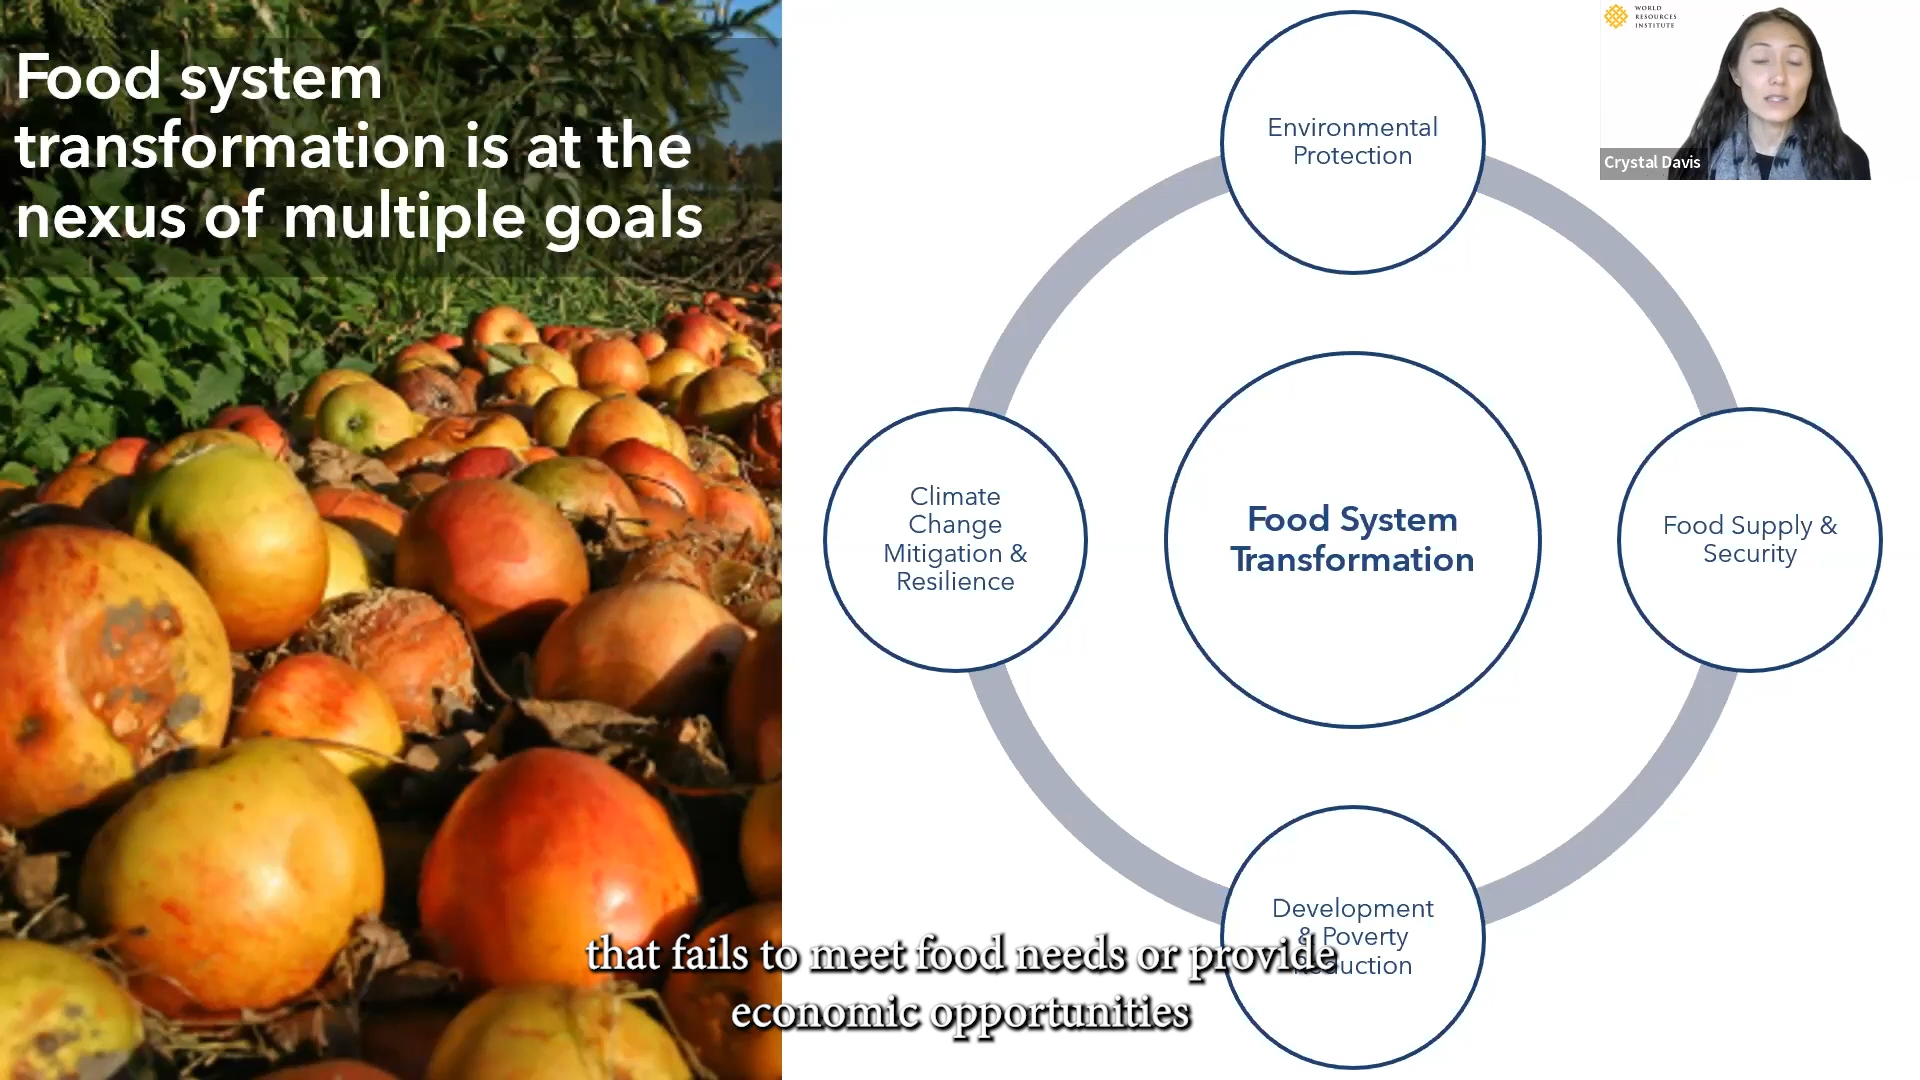 Food system
transformation is at the
nexus of multiple goals
Environmental
Protection
WORLD
RESOURCES
INSTITUTE
Crystal Davis
Climate
Change
Mitigation &
Resilience
Food System
Transformation
Food Supply &
Security
Development
& Poverty
Reduction
that fails to meet food needs or provide
economic opportunities